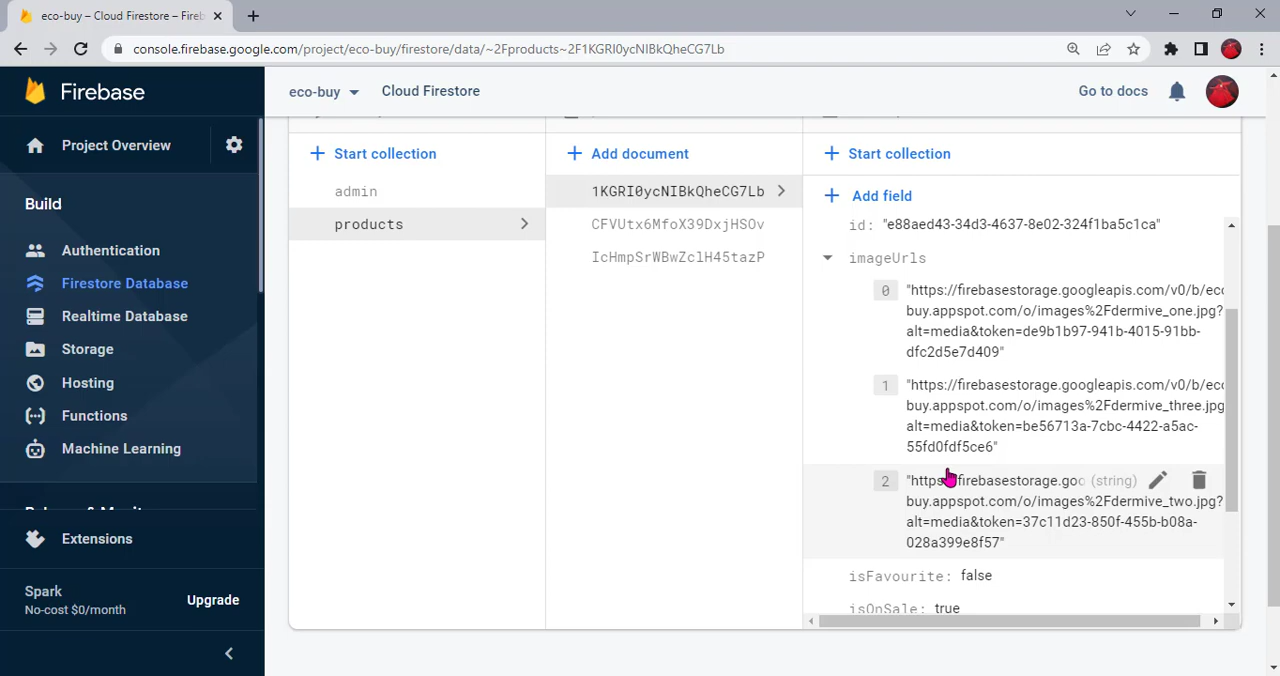 eco-buy – Cloud Firestore – Fireb
console.firebase.google.com/project/eco-buy/firestore/data/~2Fproducts~2F1KGRI0ycNIBkQheCG7Lb
Firebase
eco-buy
Cloud Firestore
Go to docs
Project Overview
Build
Authentication
Firestore Database
Realtime Database
Storage
Hosting
Functions
Machine Learning
Extensions
Spark
No-cost $0/month
Upgrade
Start collection
admin
products
Add document
1KGRI0ycNIBkQheCG7Lb
CFVUtx6MfoX39DxjHSOv
IcHmpSrWBwZclH45tazP
Start collection
Add field
id: "e88aed43-34d3-4637-8e02-324f1ba5c1ca"
imageUrls
0 "https://firebasestorage.googleapis.com/v0/b/eco
buy.appspot.com/o/images%2Fdermive_one.jpg?
alt=media&token=de9b1b97-941b-4015-91bb-
dfc2d5e7d409"
1 "https://firebasestorage.googleapis.com/v0/b/eco
buy.appspot.com/o/images%2Fdermive_three.jpg
alt=media&token=be56713a-7cbc-4422-a5ac-
55fd0fdf5ce6"
2 "https firebasestorage.goo (string)
buy.appspot.com/o/images%2Fdermive_two.jpg?
alt=media&token=37c11d23-850f-455b-b08a-
028a399e8f57"
isFavourite: false
isOnSale: true